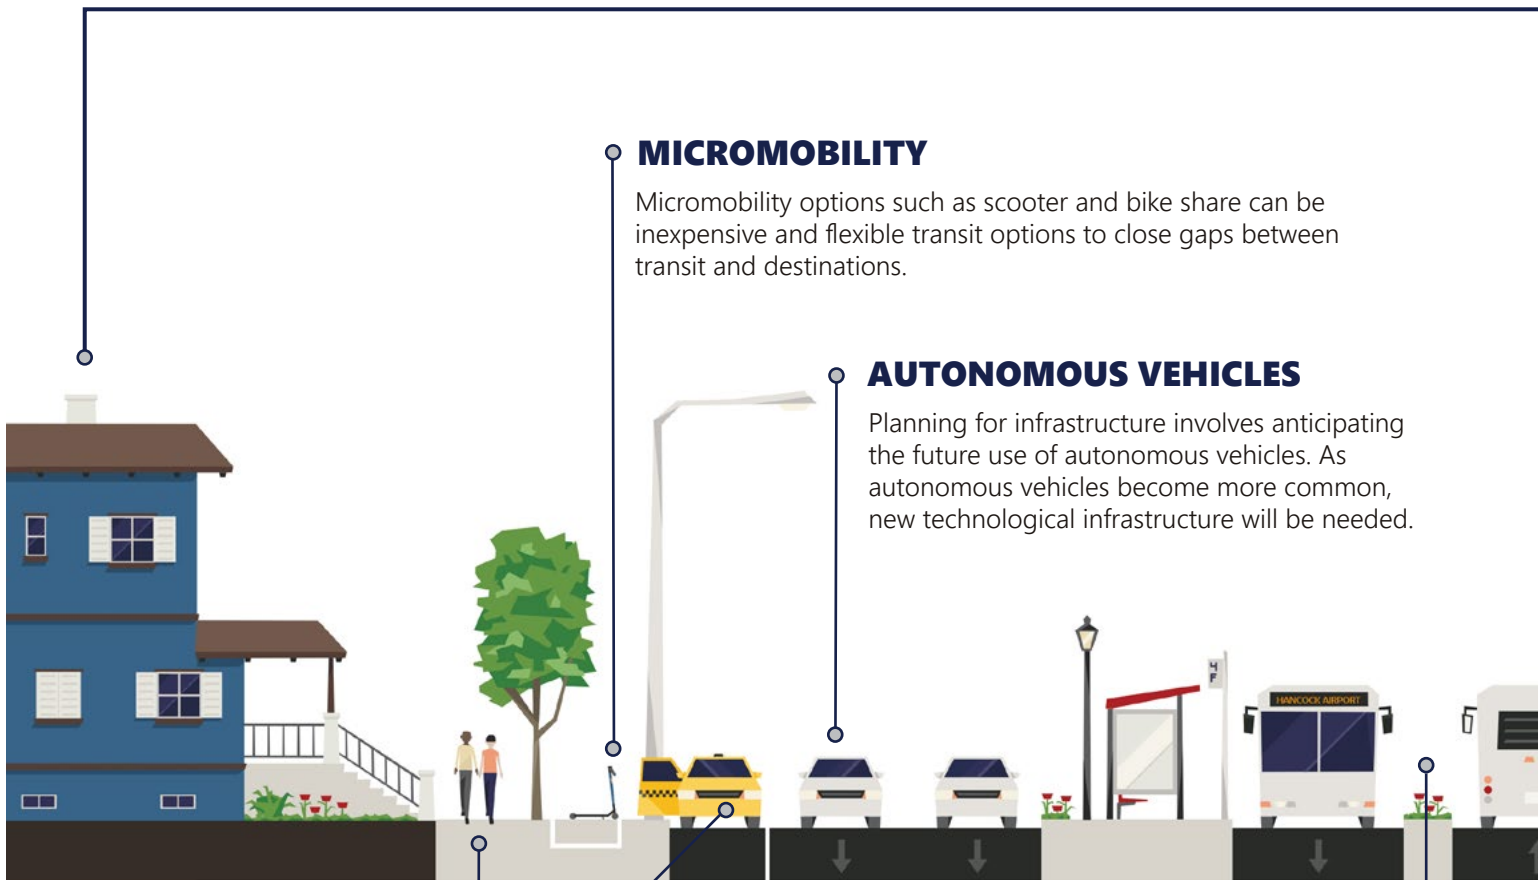 MICROMOBILITY
Micromobility options such as scooter and bike share can be
inexpensive and flexible transit options to close gaps between
transit and destinations.
AUTONOMOUS VEHICLES
Planning for infrastructure involves anticipating
the future use of autonomous vehicles. As
autonomous vehicles become more common,
new technological infrastructure will be needed.
4
F
HANCOCK AIRPORT